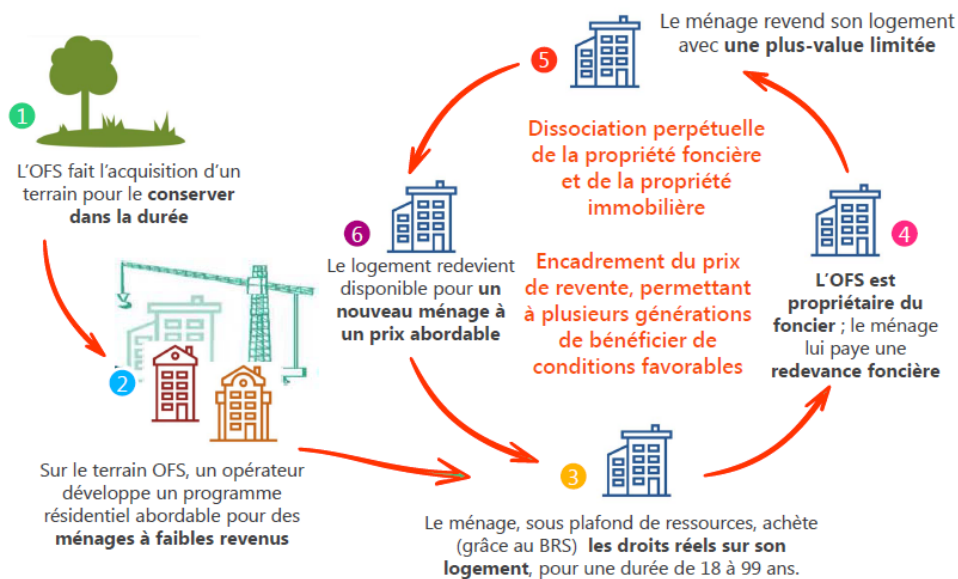 1
L'OFS fait l'acquisition d'un
terrain pour le conserver
dans la durée
2
Sur le terrain OFS, un opérateur
développe un programme
résidentiel abordable pour des
ménages à faibles revenus
3
Le ménage, sous plafond de ressources, achète
(grâce au BRS) les droits réels sur son
logement, pour une durée de 18 à 99 ans.
4
L'OFS est
propriétaire du
foncier ; le ménage
lui paye une
redevance foncière
5
Le ménage revend son logement
avec une plus-value limitée
6
Le logement redevient
disponible pour un
nouveau ménage à
un prix abordable
Dissociation perpétuelle
de la propriété foncière
et de la propriété
immobilière
Encadrement du prix
de revente, permettant
à plusieurs générations
de bénéficier de
conditions favorables